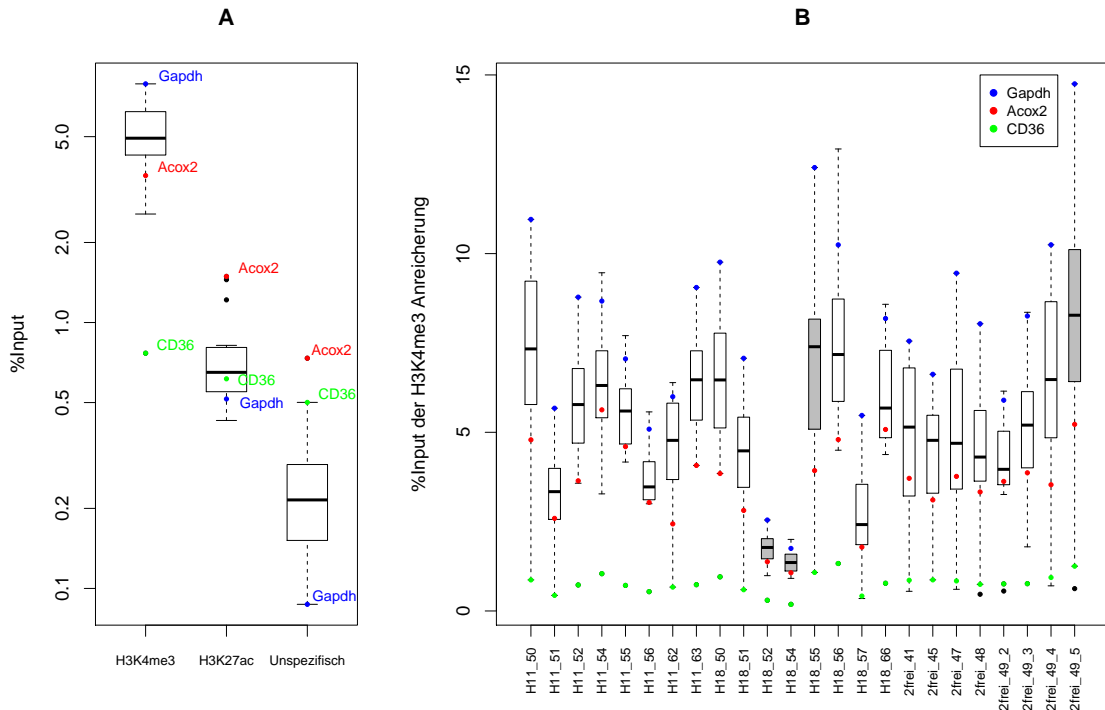 A
%Input
5.0
2.0
1.0
0.5
0.2
0.1
Gapdh
Acox2
CD36
Acox2
CD36
Gapdh
Acox2
CD36
Gapdh
H3K4me3
H3K27ac
Unspezifisch
B
%Input der H3K4me3 Anreicherung
15
10
5
0
Gapdh
Acox2
CD36
H11_50
H11_51
H11_52
H11_54
H11_55
H11_56
H11_62
H11_63
H18_50
H18_51
H18_52
H18_54
H18_55
H18_56
H18_57
H18_66
2frei_41
2frei_45
2frei_47
2frei_48
2frei_49_2
2frei_49_3
2frei_49_4
2frei_49_5